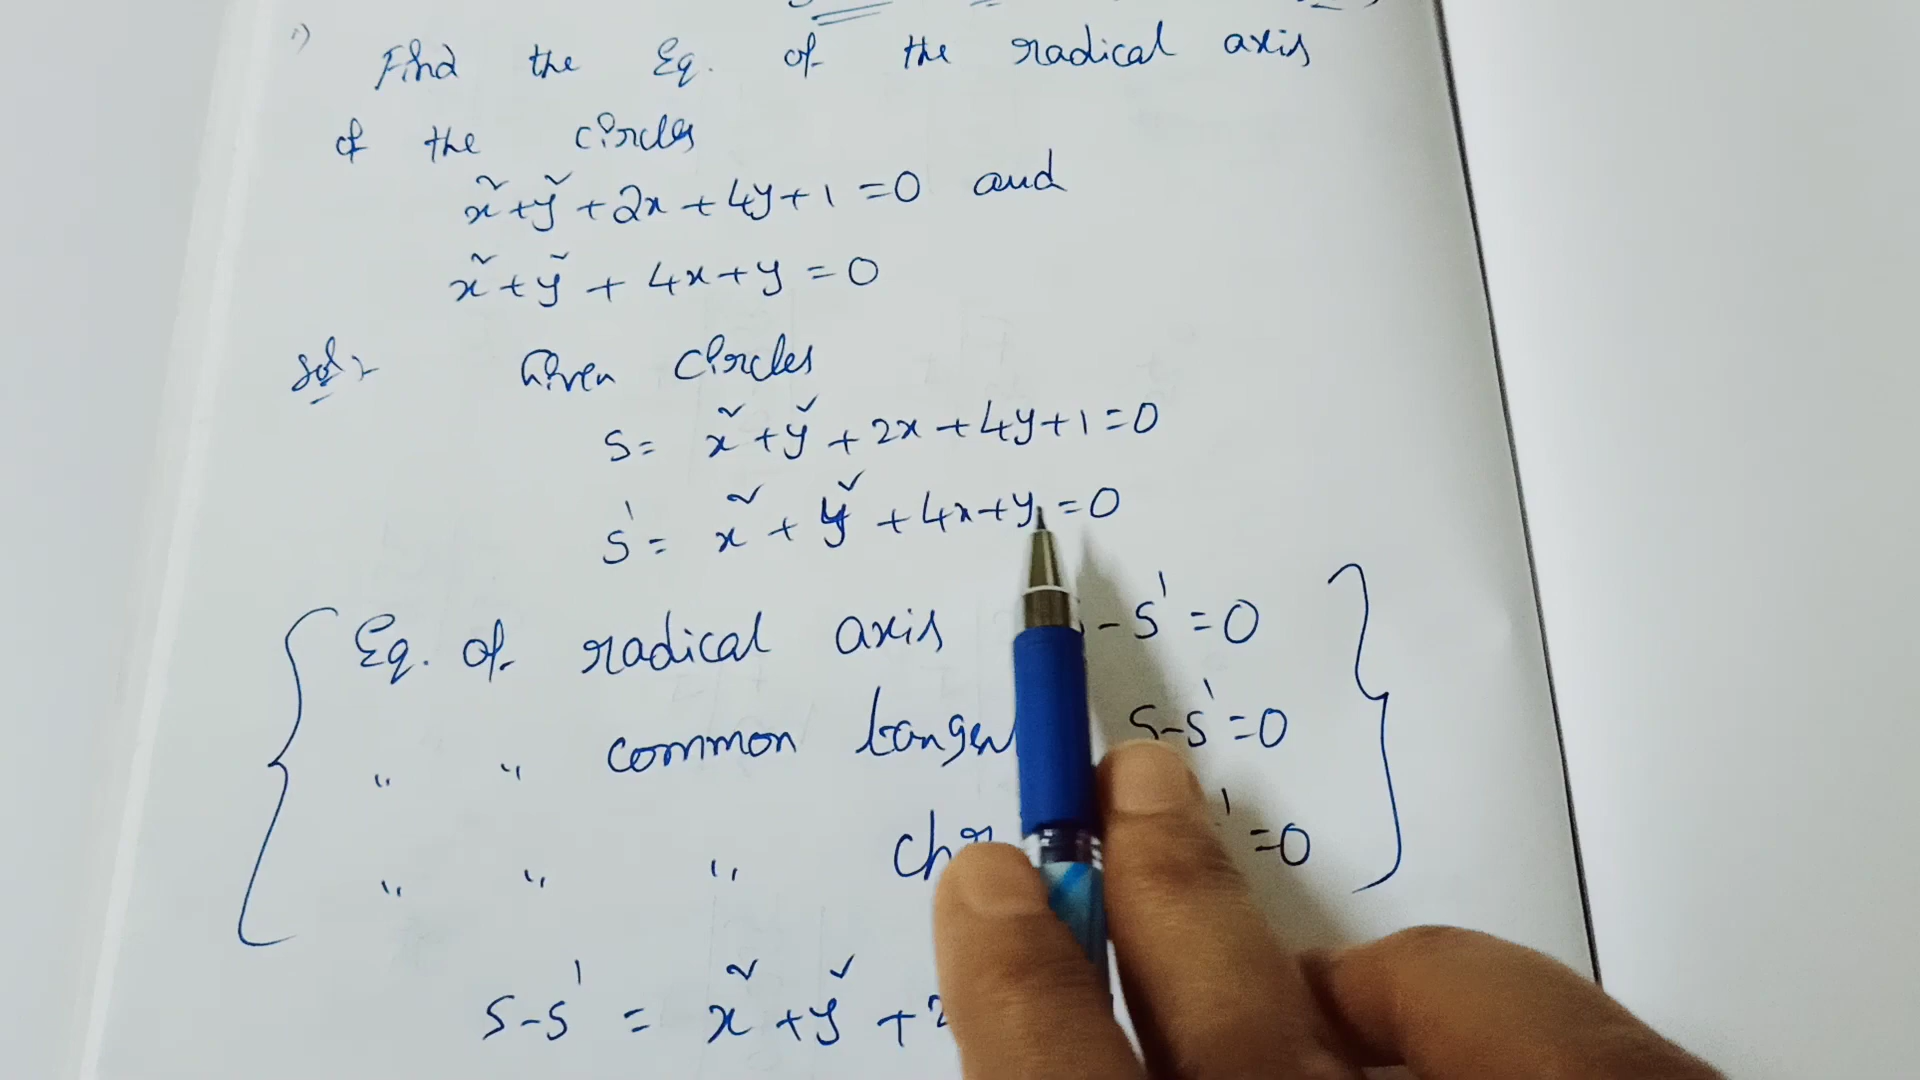 1) Find the Eq. of the radical axis
of the circles
x²+y²+2x+4y+1=0 and
x²+y²+4x+y=0
Sol:- Given Circles
S= x²+y²+2x+4y+1=0
S'= x²+y²+4x+y=0
Eq. of radical axis -S'=0
" " common tangen S-S'=0
" " " =0
S-S' = x²+y²+